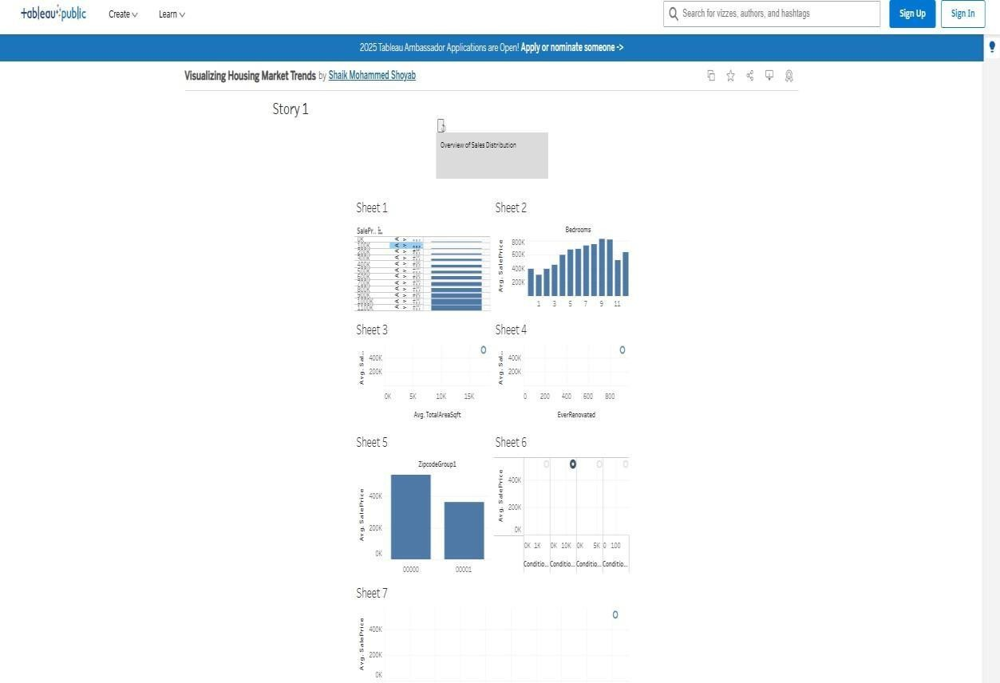 +ableau public
Create
Learn
Search for vizzes, authors, and hashtags
Sign Up
Sign In
2025 Tableau Ambassador Applications are Open! Apply or nominate someone ->
Visualizing Housing Market Trends by Shaik Mohammed Shoyab
Story 1
Overview of Sales Distribution
Sheet 1
SalePr..
0K
100K
300K
400K
1100K
Sheet 2
Bedrooms
Avg. SalePrice
800K
600K
400K
200K
1 3 5 7 9 11
Sheet 3
Avg. Sal...
400K
200K
0K 5K 10K 15K
Avg. TotalAreaSqft
Sheet 4
Avg. Sal...
400K
200K
0 200 400 600 800
EverRenovated
Sheet 5
ZipcodeGroup1
Avg. SalePrice
400K
200K
0K
00000 00001
Sheet 6
Avg. SalePrice
400K
200K
0K
0K 1K 0K 10K 0K 5K 0 100
Conditio... Conditio... Conditio... Conditio...
Sheet 7
Avg. SalePrice
400K
200K
0K